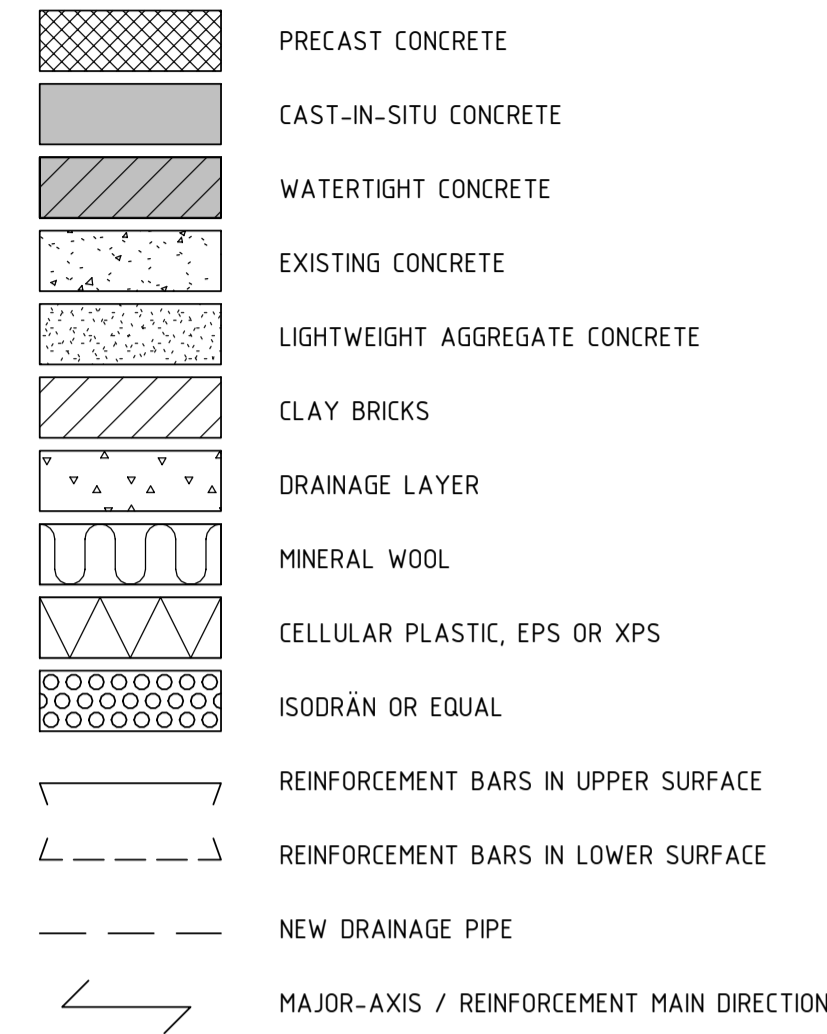 PRECAST CONCRETE
CAST-IN-SITU CONCRETE
WATERTIGHT CONCRETE
EXISTING CONCRETE
LIGHTWEIGHT AGGREGATE CONCRETE
CLAY BRICKS
DRAINAGE LAYER
MINERAL WOOL
CELLULAR PLASTIC, EPS OR XPS
ISODRÄN OR EQUAL
REINFORCEMENT BARS IN UPPER SURFACE
REINFORCEMENT BARS IN LOWER SURFACE
NEW DRAINAGE PIPE
MAJOR-AXIS / REINFORCEMENT MAIN DIRECTION